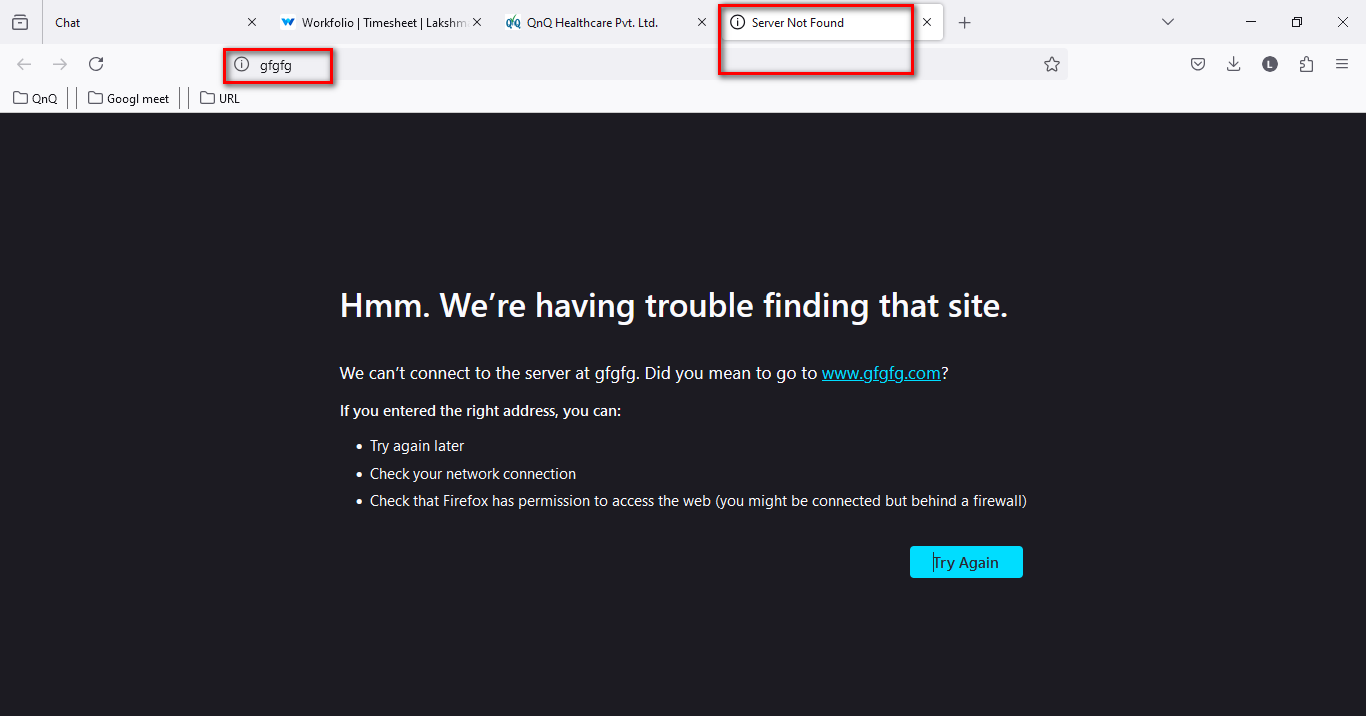 Chat
Workfolio | Timesheet | Lakshm
QnQ Healthcare Pvt. Ltd.
Server Not Found
gfgfg
L
QnQ
Googl meet
URL
Hmm. We’re having trouble finding that site.
We can’t connect to the server at gfgfg. Did you mean to go to www.gfgfg.com?
If you entered the right address, you can:
• Try again later
• Check your network connection
• Check that Firefox has permission to access the web (you might be connected but behind a firewall)
Try Again